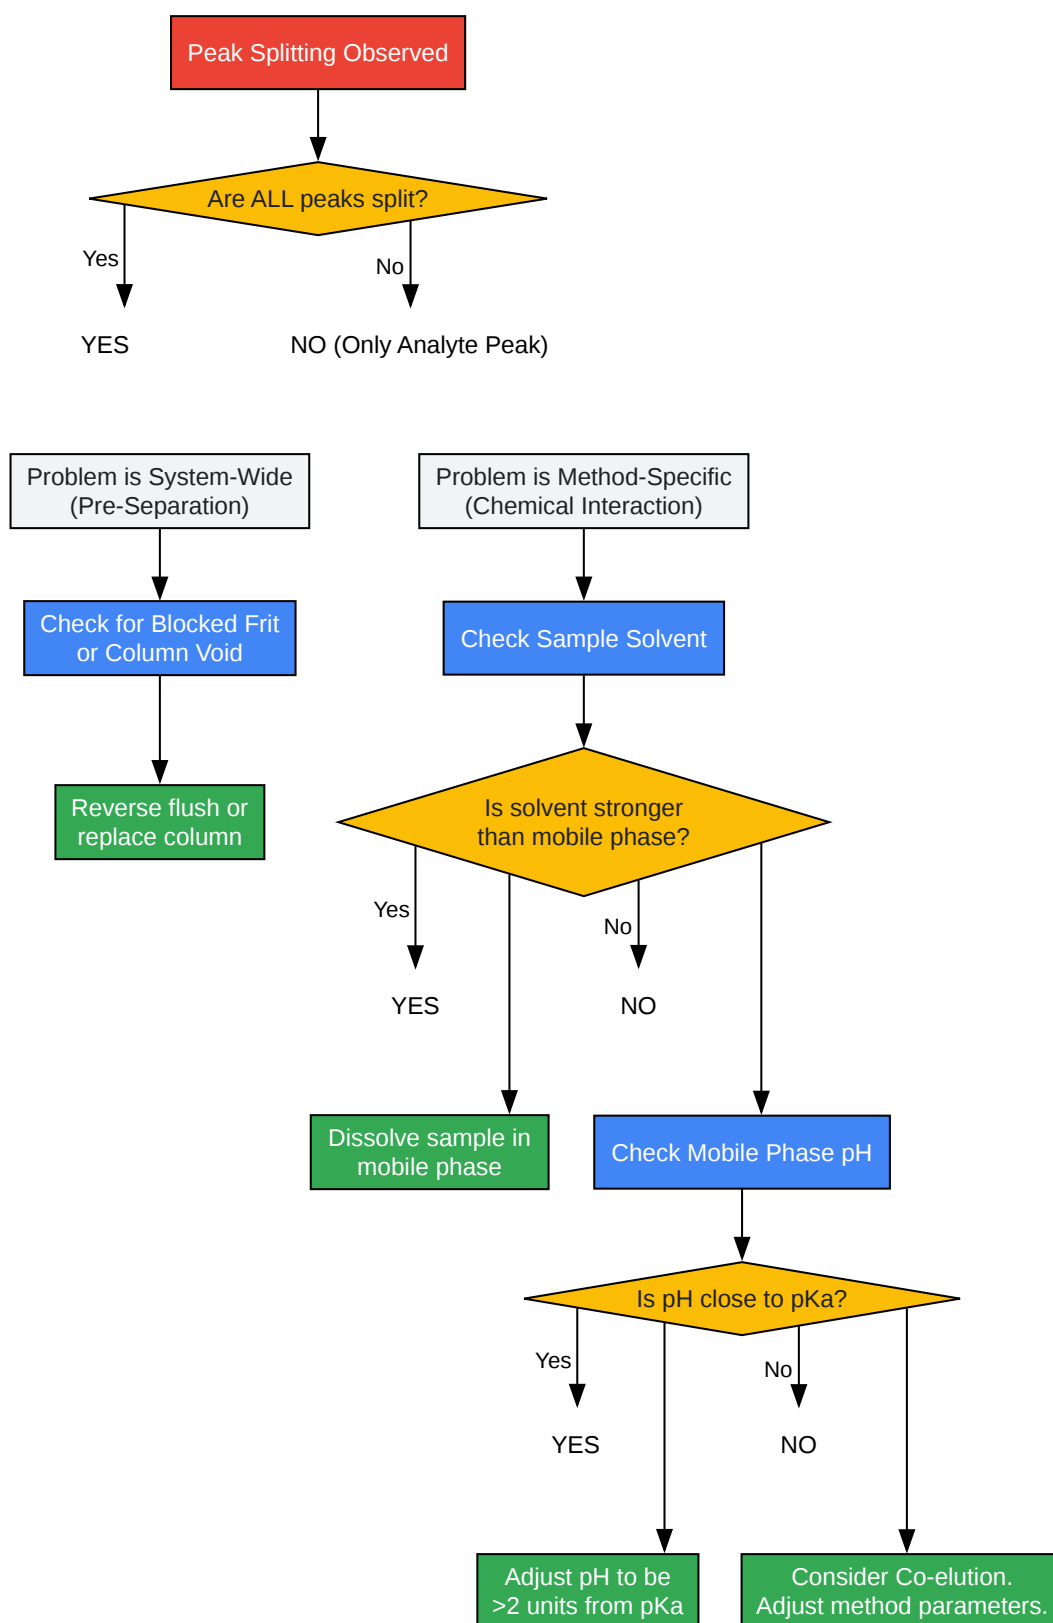 Peak Splitting Observed
Are ALL peaks split?
Yes
No
YES
NO (Only Analyte Peak)
Problem is System-Wide
(Pre-Separation)
Problem is Method-Specific
(Chemical Interaction)
Check for Blocked Frit
or Column Void
Check Sample Solvent
Reverse flush or
replace column
Is solvent stronger
than mobile phase?
Yes
No
YES
NO
Dissolve sample in
mobile phase
Check Mobile Phase pH
Is pH close to pKa?
Yes
No
YES
NO
Adjust pH to be
>2 units from pKa
Consider Co-elution.
Adjust method parameters.